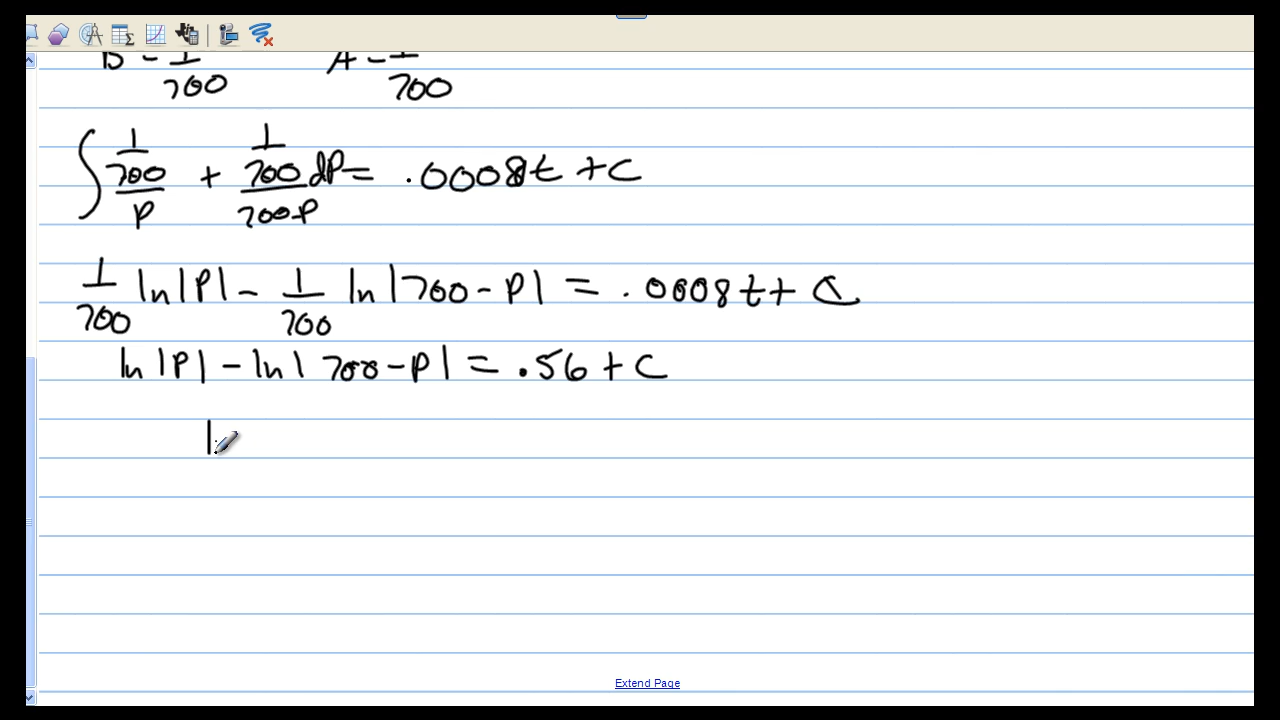 B = 1/700 A = 1/700
∫ (1/700)/P + (1/700)/(700-P) dP = .0008t + C
1/700 ln|P| - 1/700 ln|700-P| = .0008t + C
ln|P| - ln|700-P| = .56 + C
l
Extend Page